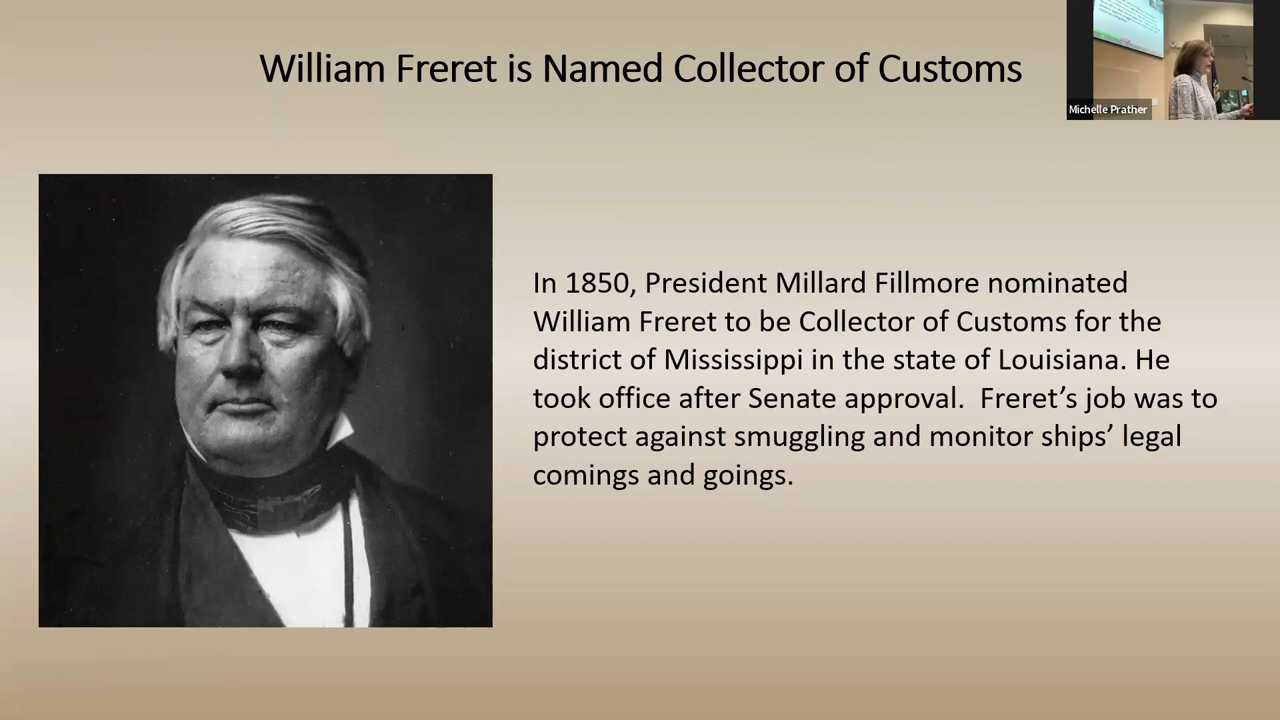 William Freret is Named Collector of Customs
Michelle Prather
In 1850, President Millard Fillmore nominated
William Freret to be Collector of Customs for the
district of Mississippi in the state of Louisiana. He
took office after Senate approval.  Freret’s job was to
protect against smuggling and monitor ships’ legal
comings and goings.